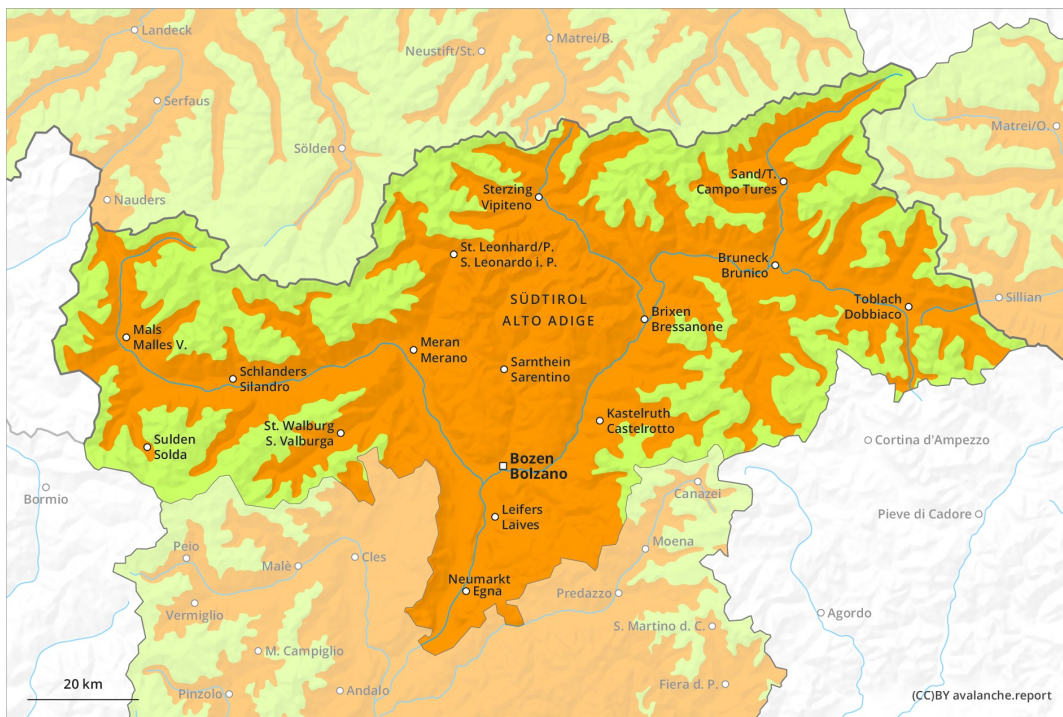 Landeck
Neustift/St.
Matrei/B.
Serfaus
Sölden
Matrei/O.
Nauders
Sand/T.
Campo Tures
Sterzing
Vipiteno
St. Leonhard/P.
S. Leonardo i. P.
Bruneck
Brunico
SÜDTIROL
ALTO ADIGE
Toblach
Dobbiaco
Sillian
Brixen
Bressanone
Mals
Malles V.
Meran
Merano
Sarnthein
Sarentino
Schlanders
Silandro
Kastelruth
Castelrotto
St. Walburg
S. Valburga
Sulden
Solda
Cortina d'Ampezzo
Bozen
Bolzano
Bormio
Canazei
Leifers
Laives
Pieve di Cadore
Peio
Malè
Cles
Moena
Neumarkt
Egna
Predazzo
Vermiglio
Agordo
S. Martino d. C.
M. Campiglio
20 km
Pinzolo
Andalo
Fiera d. P.
(CC)BY avalanche.report